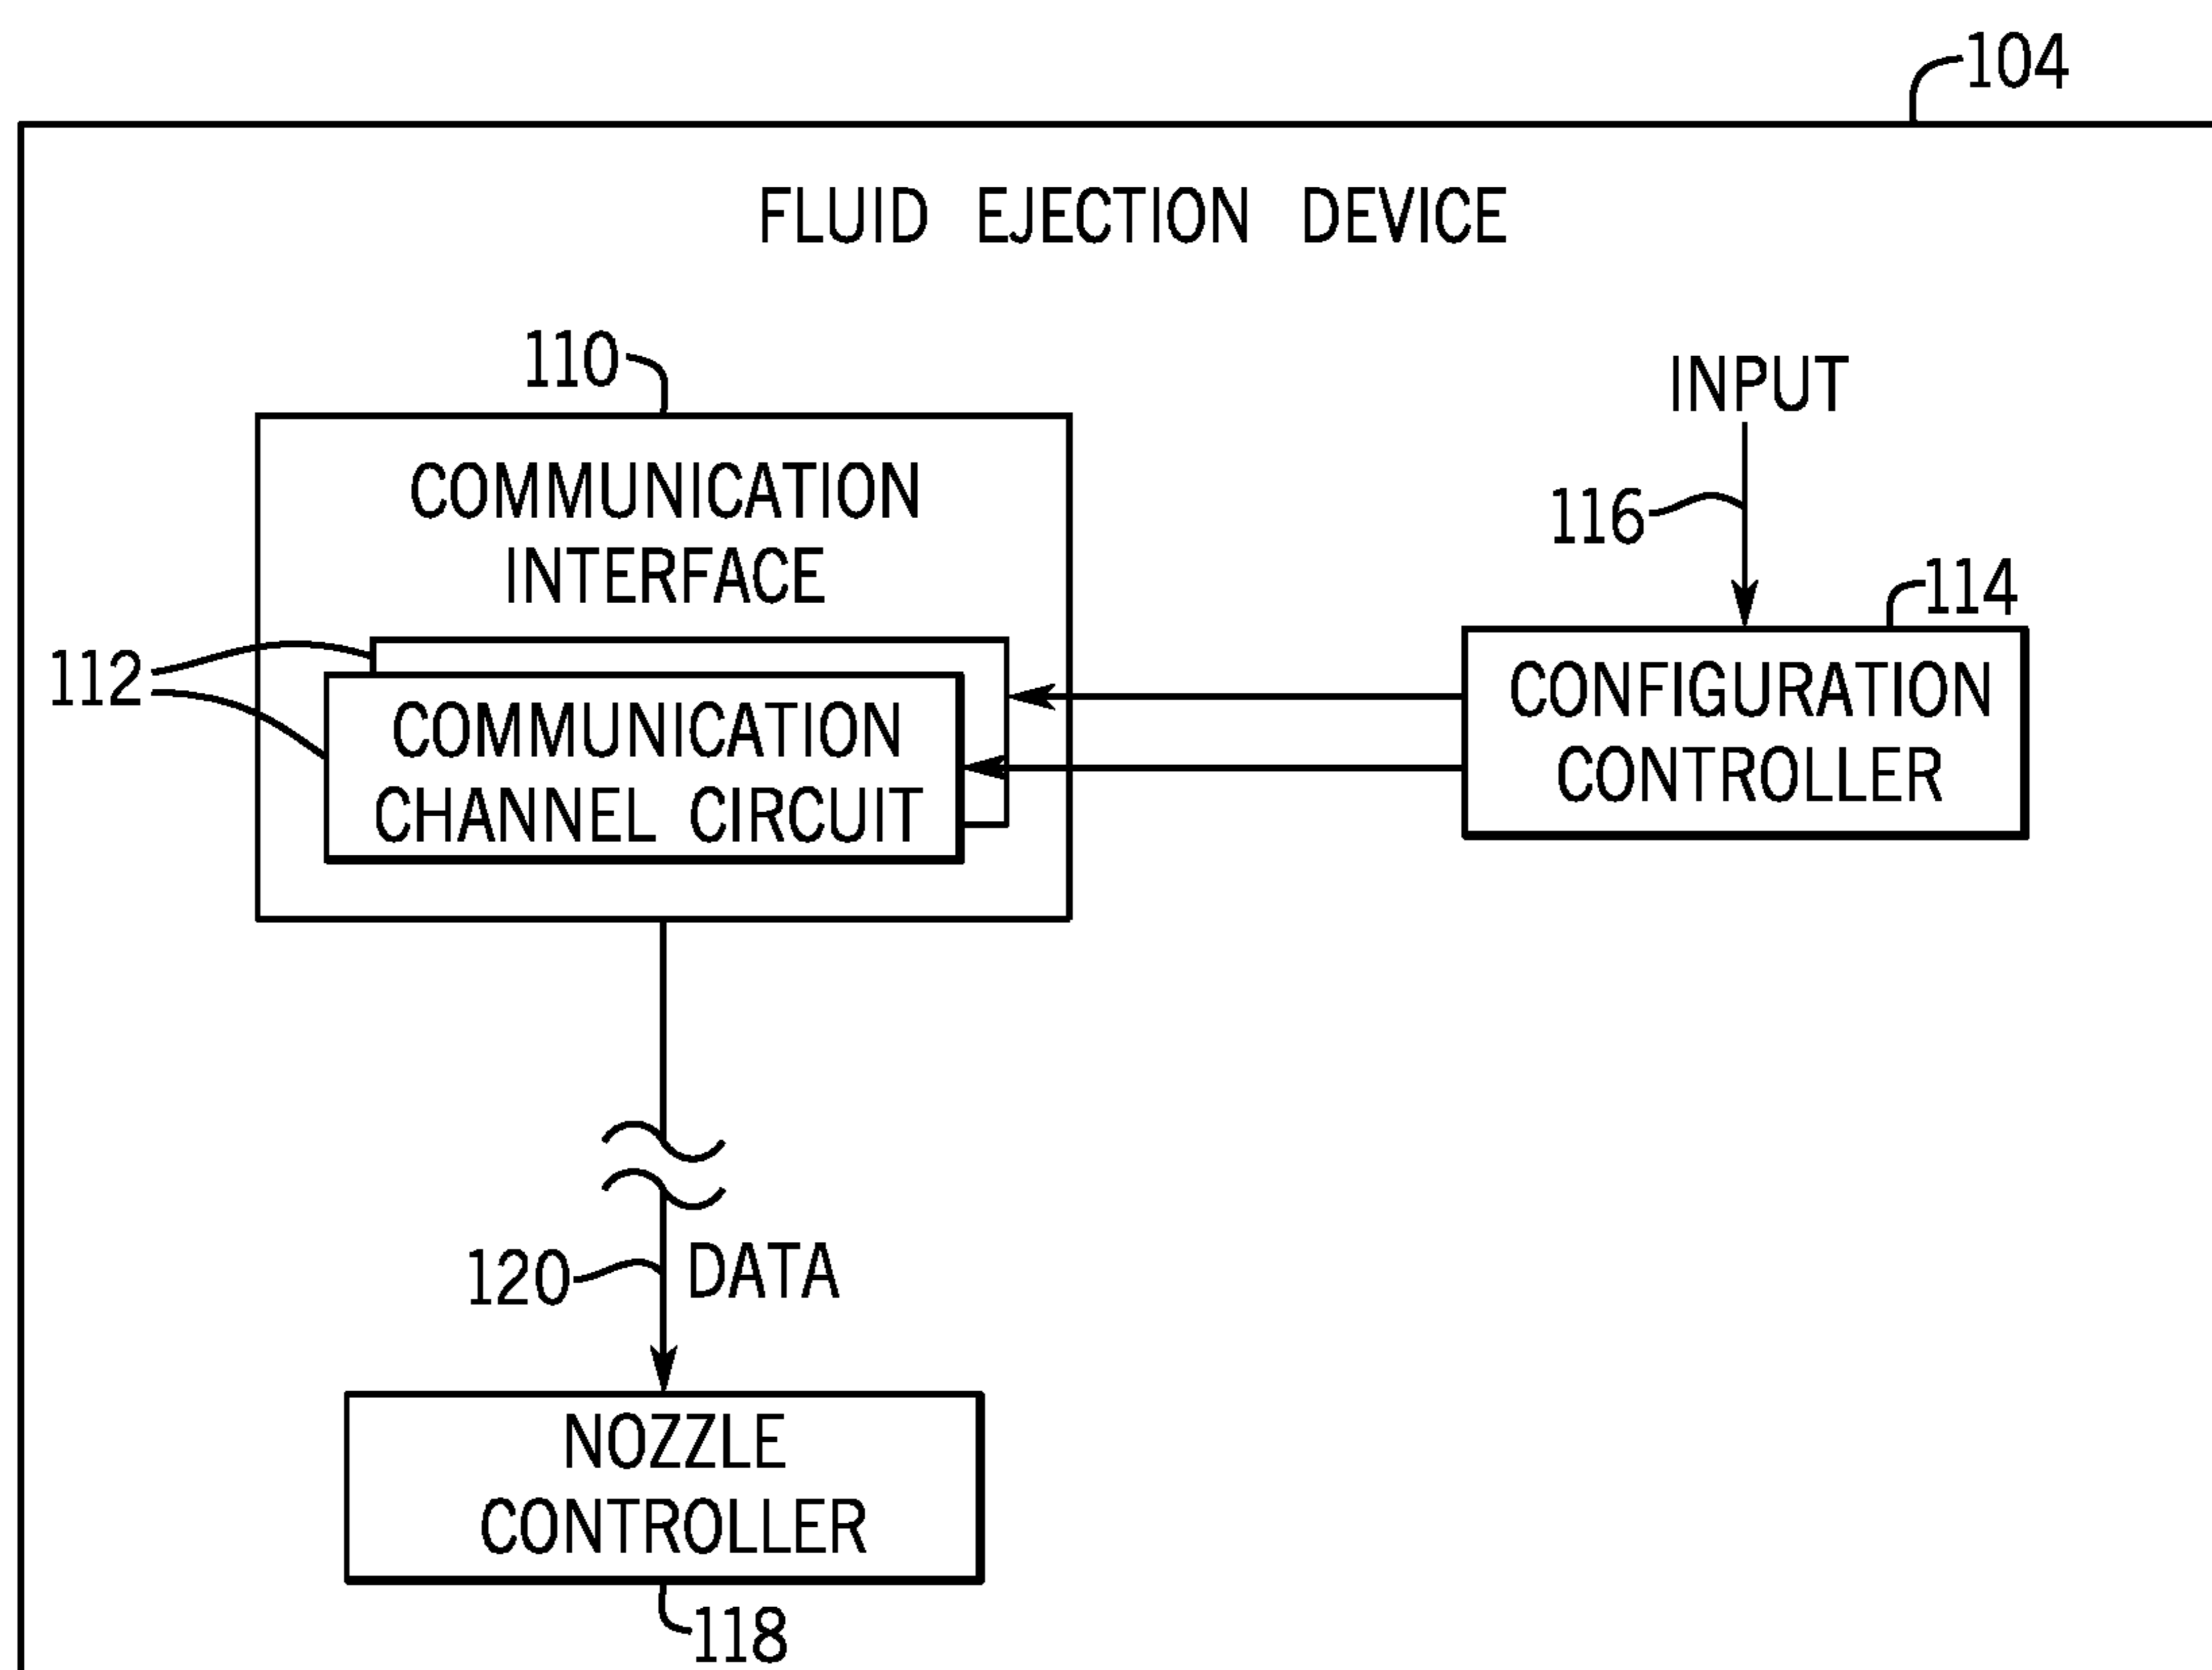 104
FLUID EJECTION DEVICE
110
INPUT
COMMUNICATION
INTERFACE
116
114
112
COMMUNICATION
CHANNEL CIRCUIT
CONFIGURATION
CONTROLLER
120
DATA
NOZZLE
CONTROLLER
118